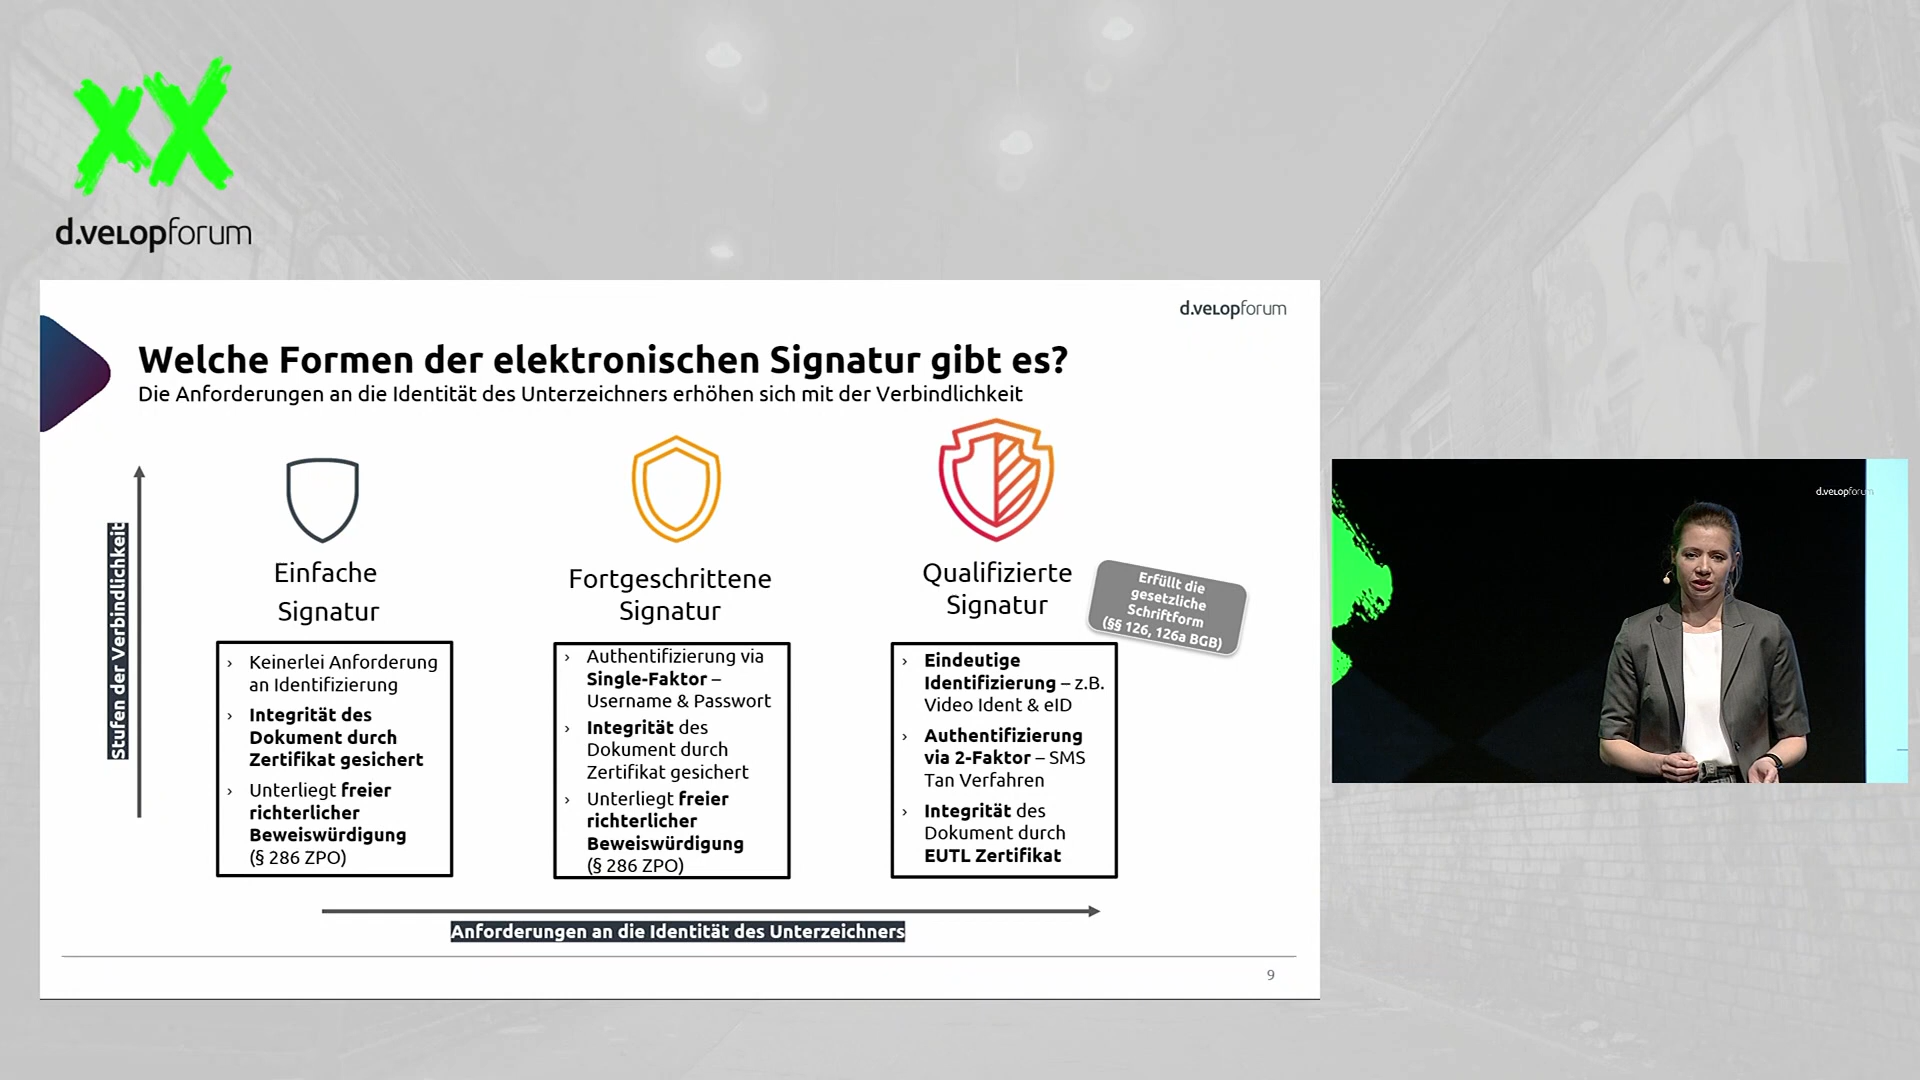 xX
d.velopforum
d.velopforum
Welche Formen der elektronischen Signatur gibt es?
Die Anforderungen an die Identität des Unterzeichners erhöhen sich mit der Verbindlichkeit
Stufen der Verbindlichkeit
Einfache
Signatur
› Keinerlei Anforderung
an Identifizierung
› Integrität des
Dokument durch
Zertifikat gesichert
› Unterliegt freier
richterlicher
Beweiswürdigung
(§ 286 ZPO)
Fortgeschrittene
Signatur
› Authentifizierung via
Single-Faktor –
Username & Passwort
› Integrität des
Dokument durch
Zertifikat gesichert
› Unterliegt freier
richterlicher
Beweiswürdigung
(§ 286 ZPO)
Qualifizierte
Signatur
Erfüllt die
gesetzliche
Schriftform
(§§ 126, 126a BGB)
› Eindeutige
Identifizierung – z.B.
Video Ident & eID
› Authentifizierung
via 2-Faktor – SMS
Tan Verfahren
› Integrität des
Dokument durch
EUTL Zertifikat
Anforderungen an die Identität des Unterzeichners
9
d.velopforum